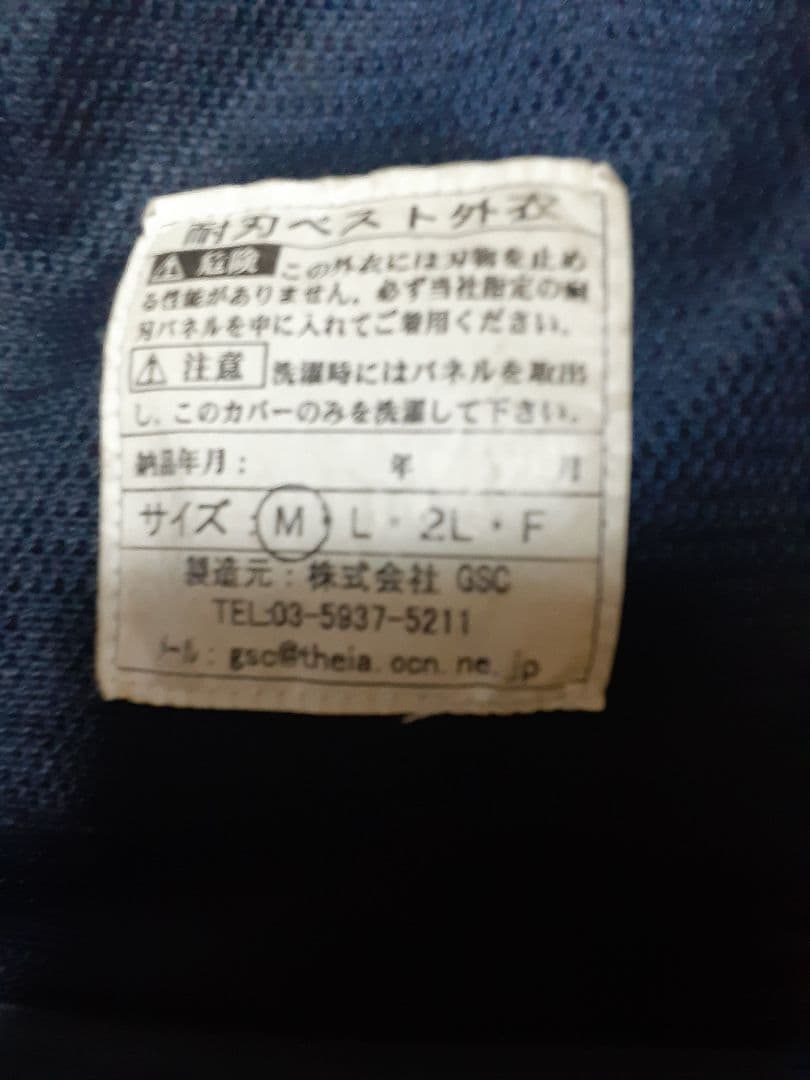 耐刃ベスト外衣
⚠ 危険 この外衣には刃物を止め
る性能がありません。必ず当社指定の耐
刃パネルを中に入れてご着用ください。
⚠ 注意 洗濯時にはパネルを取出
し、このカバーのみを洗濯して下さい。
納品年月: 年 月
サイズ:M・L・2L・F
製造元:株式会社 GSC
TEL:03-5937-5211
メール:gsc@theia.ocn.ne.jp